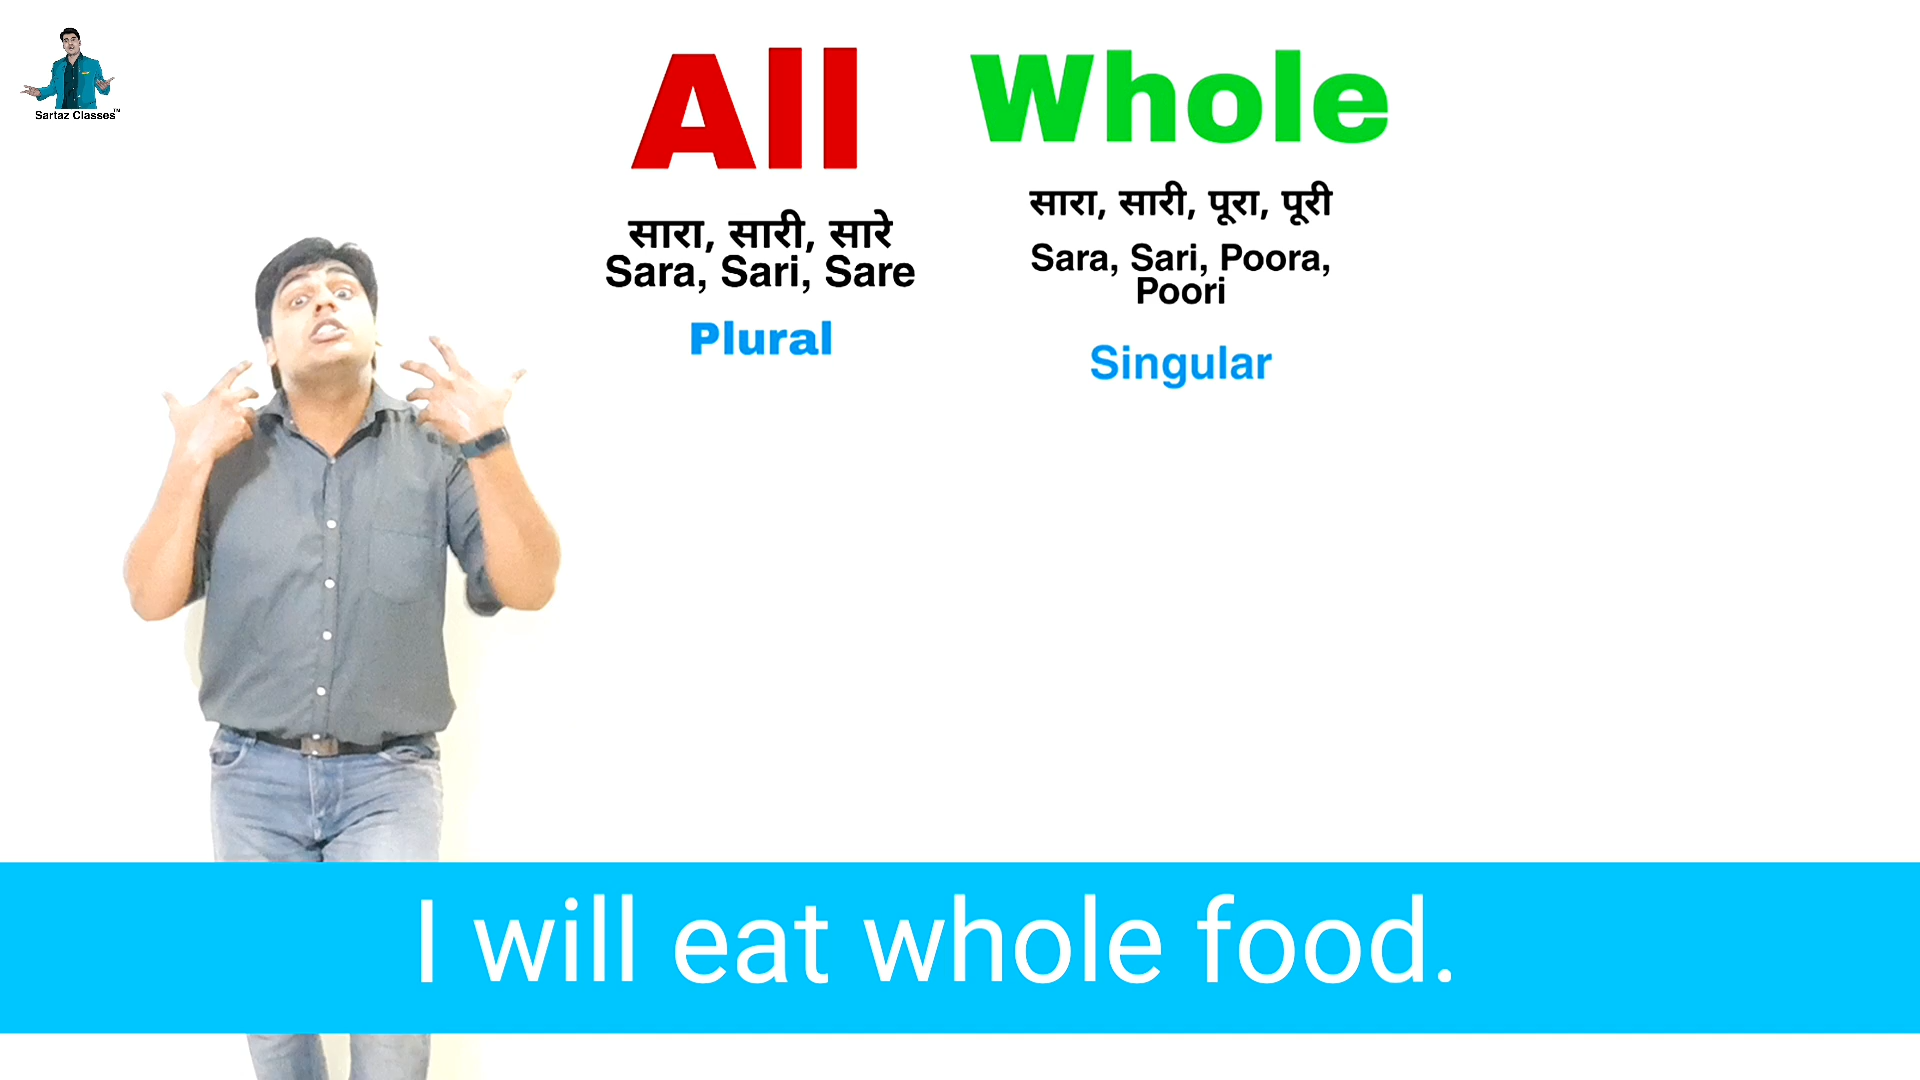 Sartaz Classes™
All
सारा, सारी, सारे
Sara, Sari, Sare
Plural
Whole
सारा, सारी, पूरा, पूरी
Sara, Sari, Poora,
Poori
Singular
I will eat whole food.